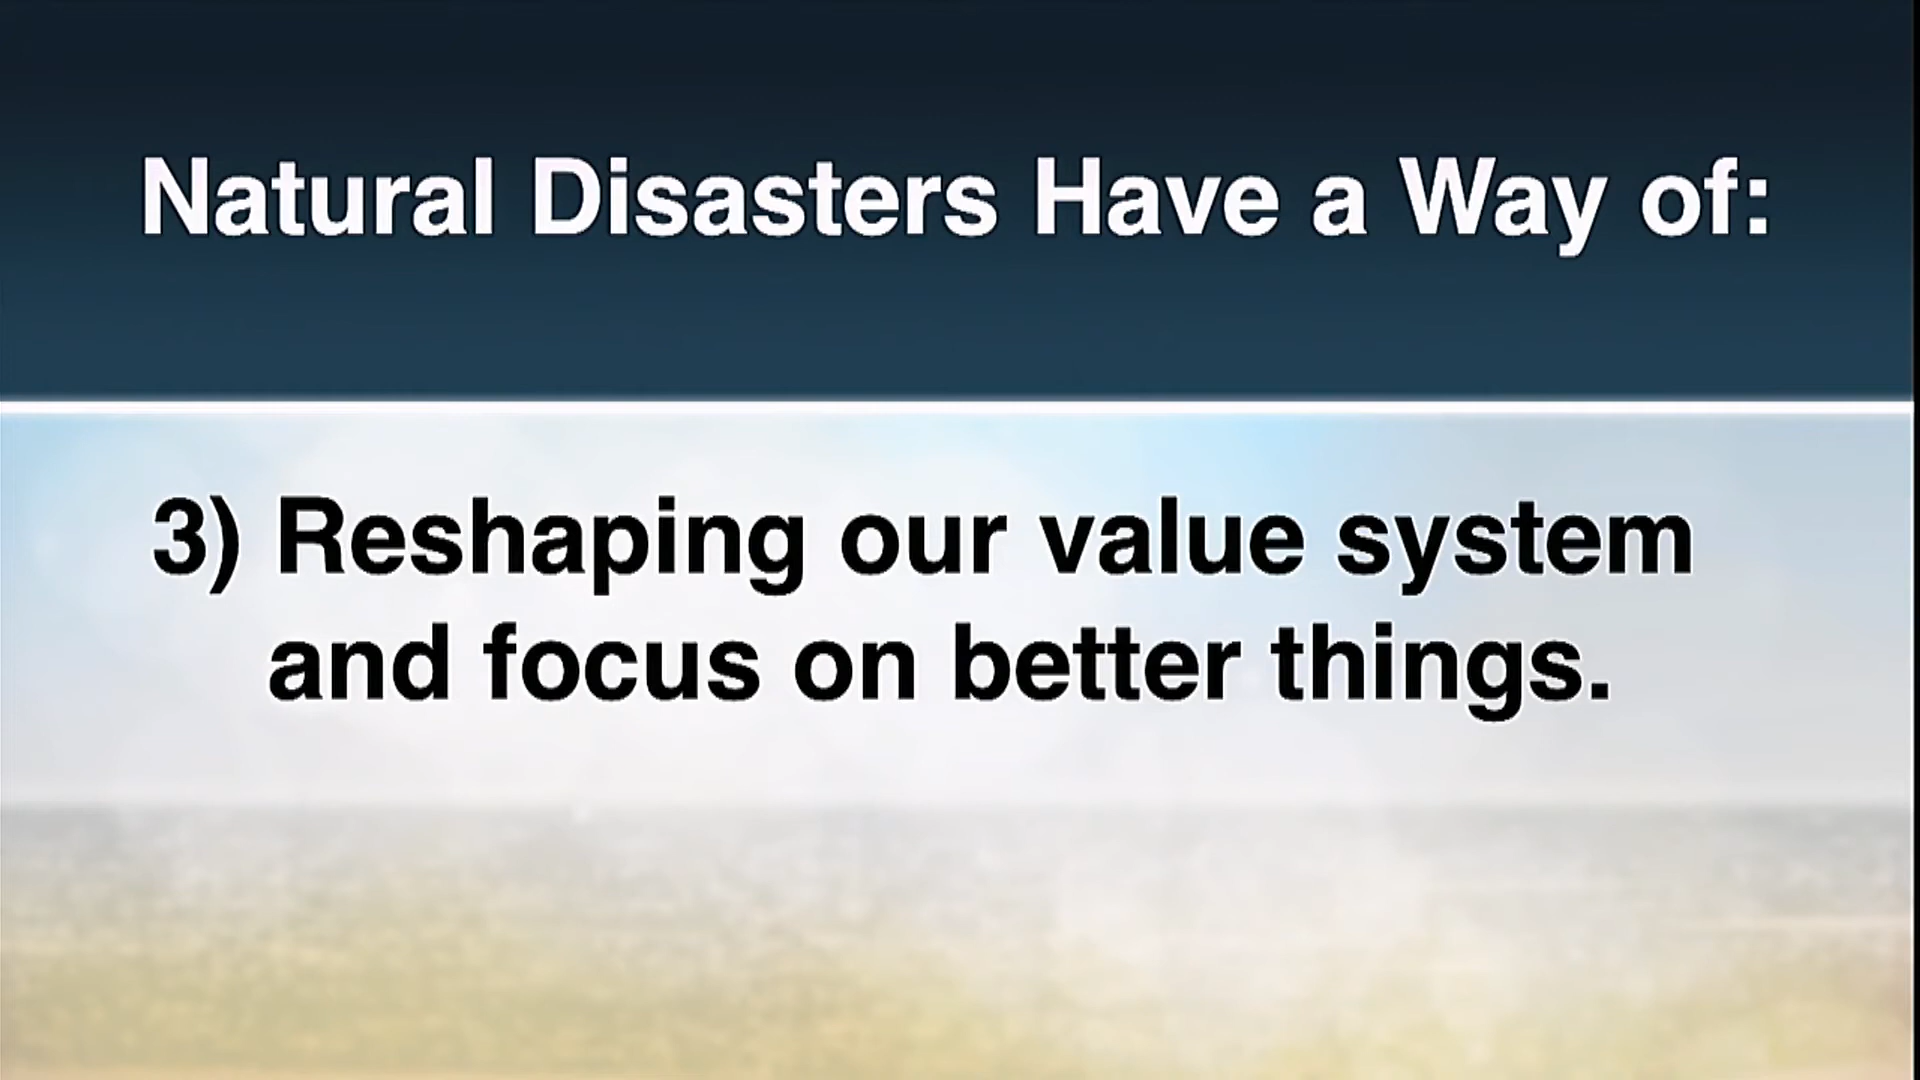 Natural Disasters Have a Way of:
3) Reshaping our value system
and focus on better things.